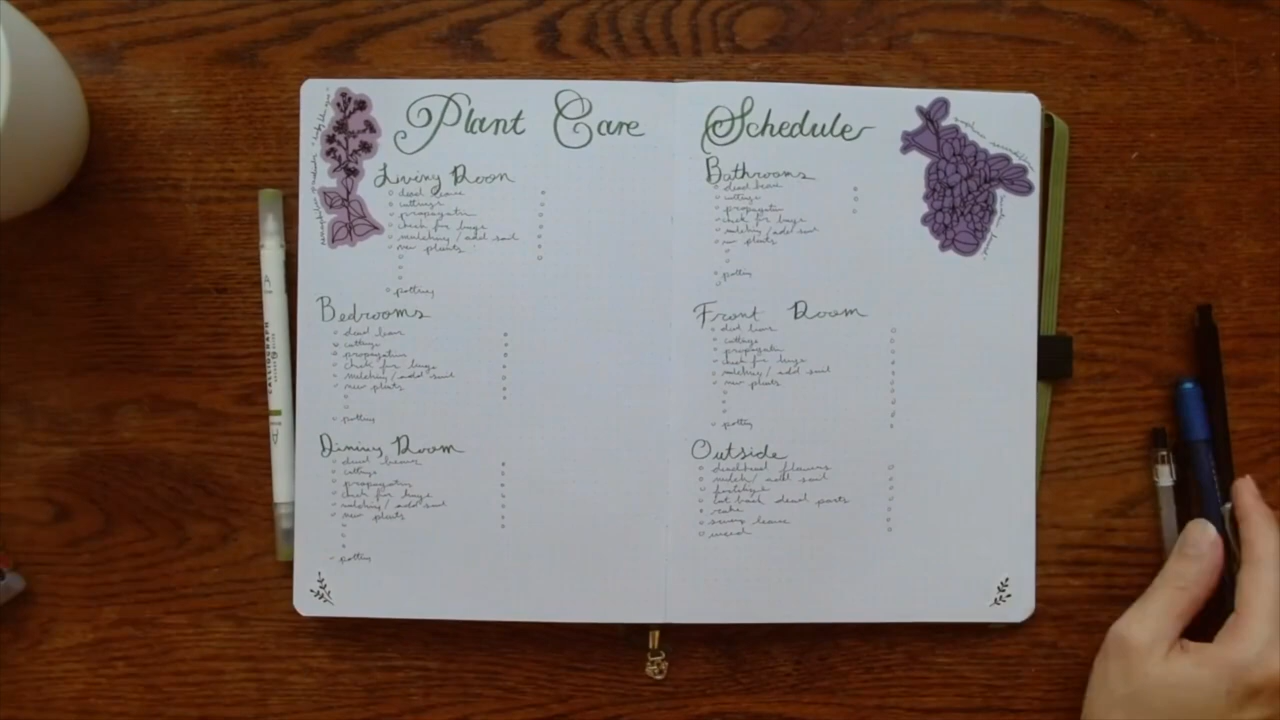 Plant Care Schedule
Living Room
dead leaves
cuttings
propagation
check for bugs
mulching / add soil
new plants
potting
Bedrooms
dead leaves
cuttings
propagation
check for bugs
mulching / add soil
new plants
potting
Dining Room
dead leaves
cuttings
propagation
check for bugs
mulching / add soil
new plants
potting
Bathrooms
dead leaves
cuttings
propagation
check for bugs
mulching / add soil
new plants
potting
Front Room
dead leaves
cuttings
propagation
check for bugs
mulching / add soil
new plants
potting
Outside
deadhead flowers
mulch / add soil
fertilize
cut back dead parts
rake
sweep leaves
weed
CALLIGRAPH